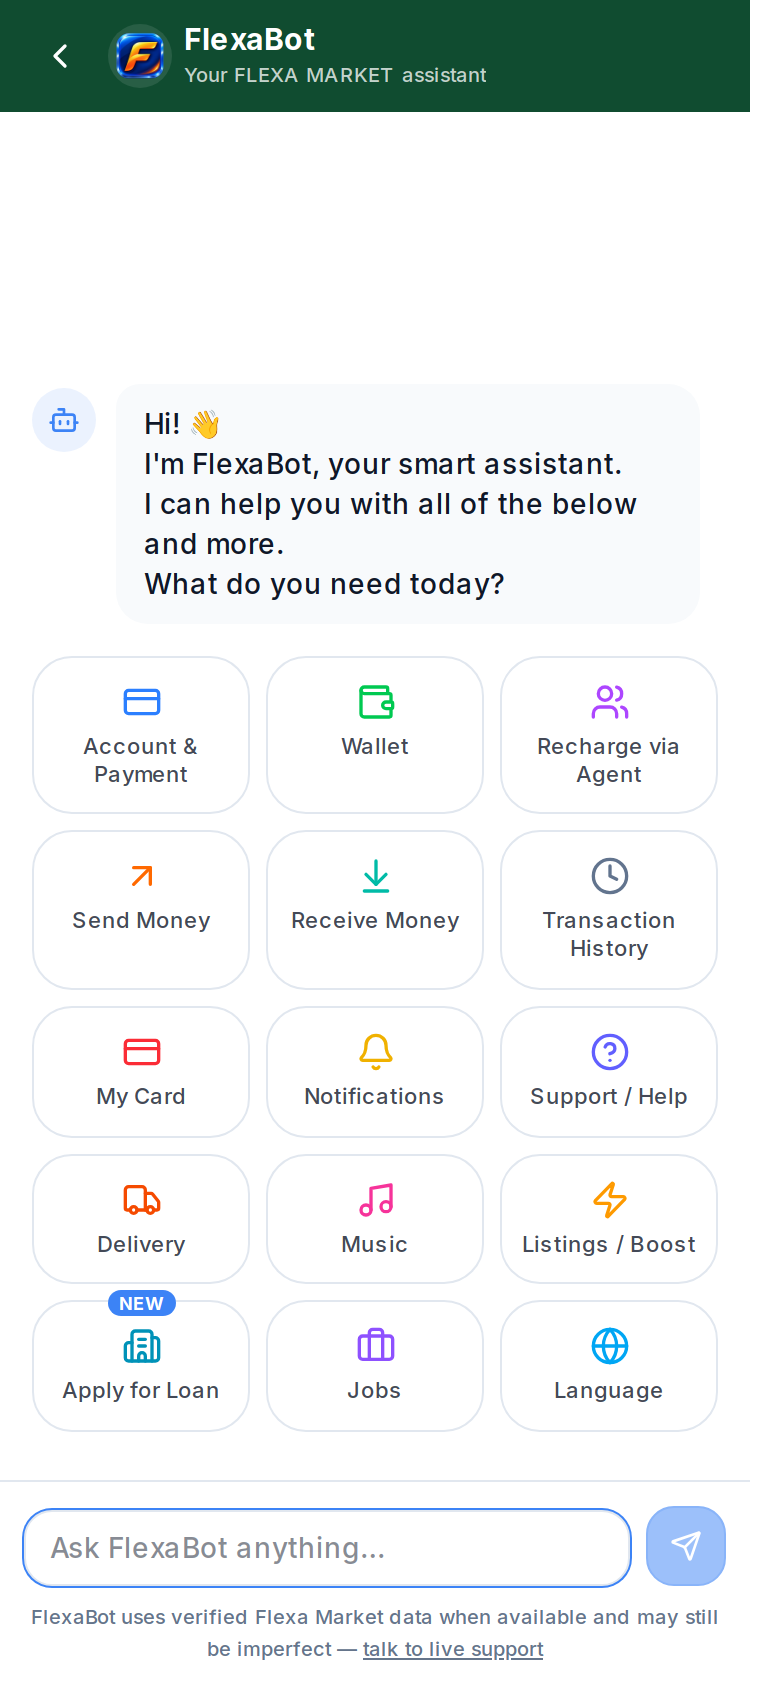 FlexaBot
Your FLEXA MARKET assistant
Hi! 👋
I'm FlexaBot, your smart assistant.
I can help you with all of the below
and more.
What do you need today?
Account &
Payment
Wallet
Recharge via
Agent
Send Money
Receive Money
Transaction
History
My Card
Notifications
Support / Help
Delivery
Music
Listings / Boost
NEW
Apply for Loan
Jobs
Language
Ask FlexaBot anything...
FlexaBot uses verified Flexa Market data when available and may still
be imperfect — talk to live support